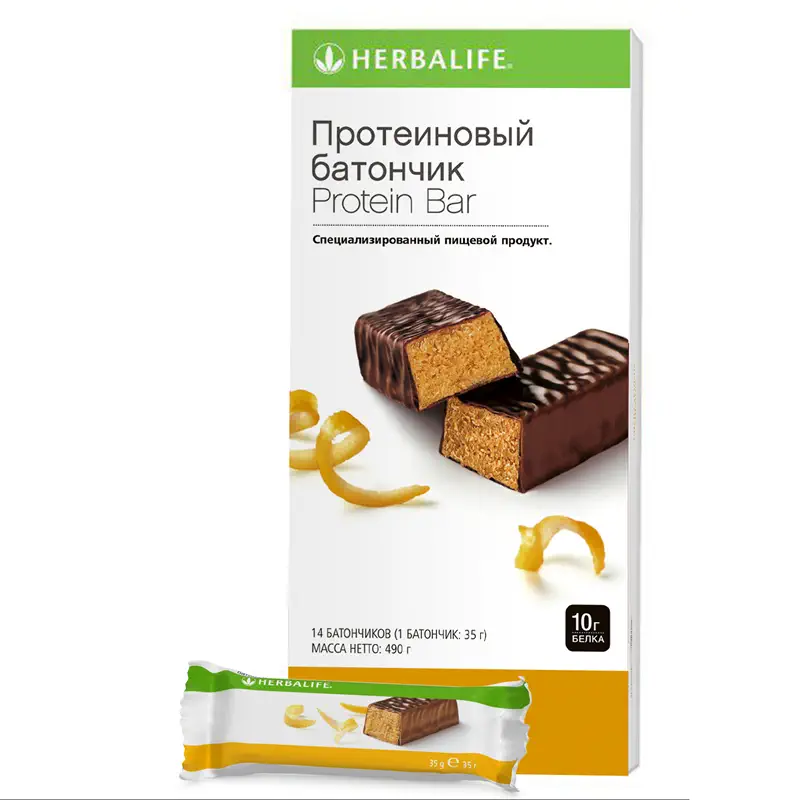 HERBALIFE®
Протеиновый
батончик
Protein Bar
Специализированный пищевой продукт.
14 БАТОНЧИКОВ (1 БАТОНЧИК: 35 г)
МАССА НЕТТО: 490 г
10г
БЕЛКА
HERBALIFE
35 g e 35 г